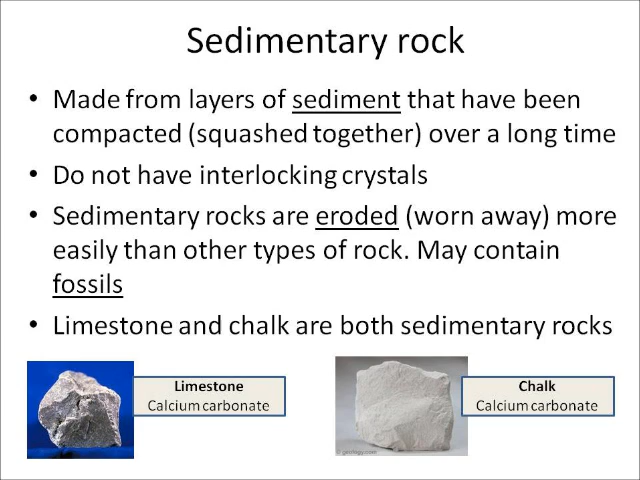 Sedimentary rock
• Made from layers of sediment that have been
compacted (squashed together) over a long time
• Do not have interlocking crystals
• Sedimentary rocks are eroded (worn away) more
easily than other types of rock. May contain
fossils
• Limestone and chalk are both sedimentary rocks
Limestone
Calcium carbonate
Chalk
Calcium carbonate
© geology.com